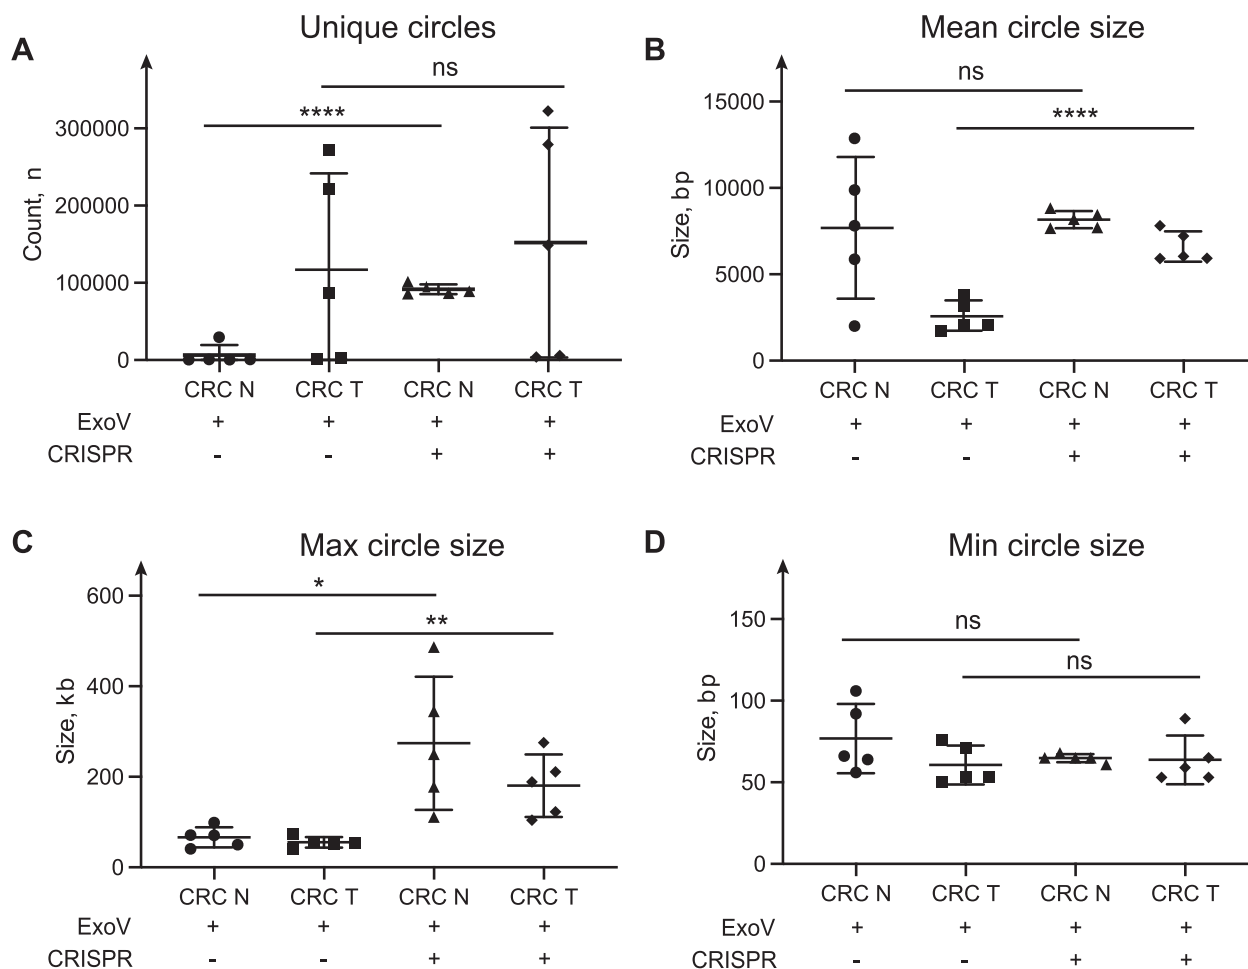 A
Unique circles
ns
****
300000
200000
100000
0
Count, n
CRC N CRC T CRC N CRC T
ExoV + + + +
CRISPR - - + +
B
Mean circle size
ns
****
15000
10000
5000
0
Size, bp
CRC N CRC T CRC N CRC T
ExoV + + + +
CRISPR - - + +
C
Max circle size
*
**
600
400
200
0
Size, kb
CRC N CRC T CRC N CRC T
ExoV + + + +
CRISPR - - + +
D
Min circle size
ns
ns
150
100
50
0
Size, bp
CRC N CRC T CRC N CRC T
ExoV + + + +
CRISPR - - + +